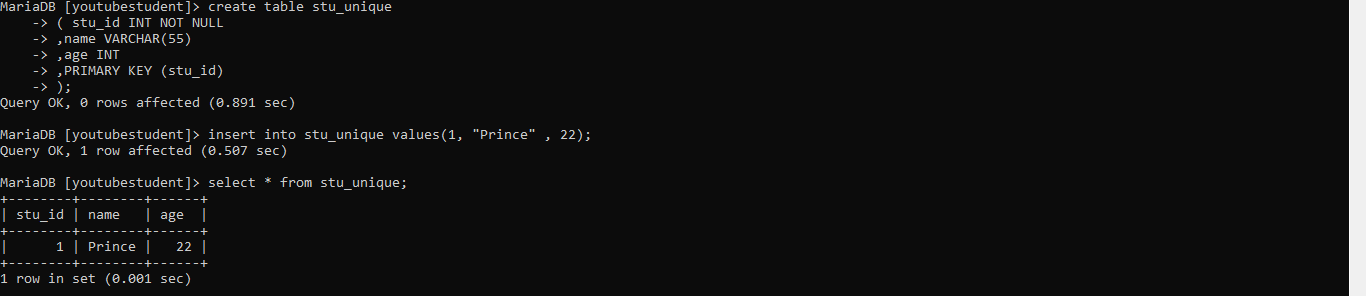 MariaDB [youtubestudent]> create table stu_unique
    -> ( stu_id INT NOT NULL
    -> ,name VARCHAR(55)
    -> ,age INT
    -> ,PRIMARY KEY (stu_id)
    -> );
Query OK, 0 rows affected (0.891 sec)

MariaDB [youtubestudent]> insert into stu_unique values(1, "Prince" , 22);
Query OK, 1 row affected (0.507 sec)

MariaDB [youtubestudent]> select * from stu_unique;
+--------+--------+------+
| stu_id | name   | age  |
+--------+--------+------+
|      1 | Prince |   22 |
+--------+--------+------+
1 row in set (0.001 sec)